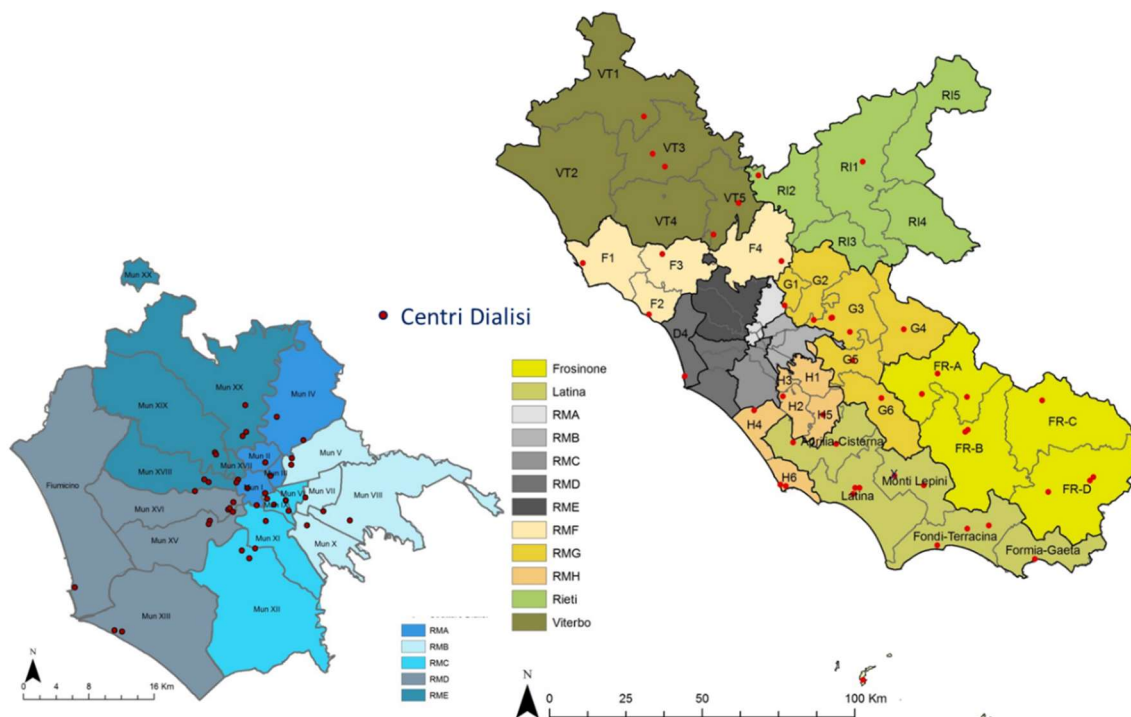 Mun XX
Mun XX
Mun IV
Mun XIX
Mun XVIII
Mun XVII
Mun II
Mun III
Mun I
Mun V
Mun VI
Mun VII
Mun VIII
Mun X
Mun XI
Mun XII
Mun XIII
Mun XV
Mun XVI
Fiumicino
N
0 4 8 16 Km
RMA
RMB
RMC
RMD
RME
Centri Dialisi
Frosinone
Latina
RMA
RMB
RMC
RMD
RME
RMF
RMG
RMH
Rieti
Viterbo
VT1
VT2
VT3
VT4
VT5
RI5
RI1
RI2
RI4
RI3
F1
F3
F4
F2
D4
G1
G2
G3
G4
G5
G6
H1
H3
H2
H5
H4
H6
Aprilia-Cisterna
Latina
Monti Lepini
Fondi-Terracina
Formia-Gaeta
FR-A
FR-B
FR-C
FR-D
N
0 25 50 100 Km